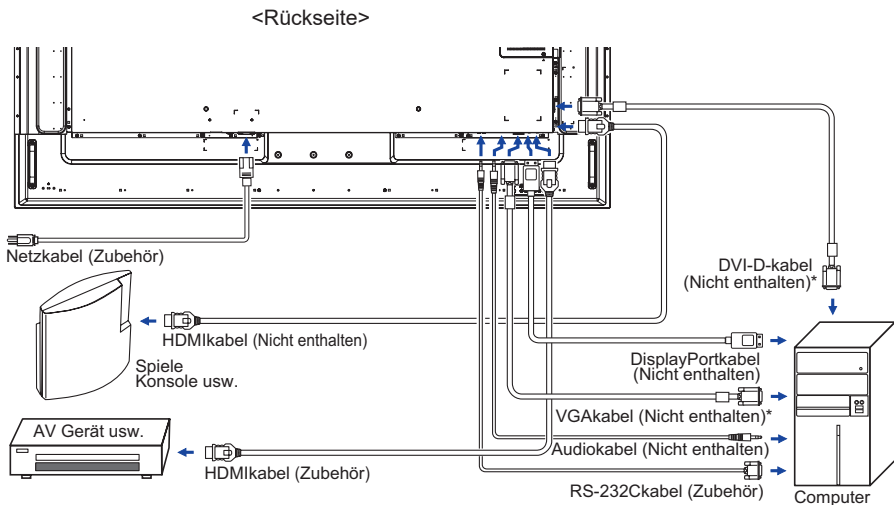 <Rückseite>
Netzkabel (Zubehör)
DVI-D-kabel
(Nicht enthalten)*
HDMIkabel (Nicht enthalten)
Spiele
Konsole usw.
DisplayPortkabel
(Nicht enthalten)
VGAkabel (Nicht enthalten)*
AV Gerät usw.
Audiokabel (Nicht enthalten)
HDMIkabel (Zubehör)
RS-232Ckabel (Zubehör)
Computer